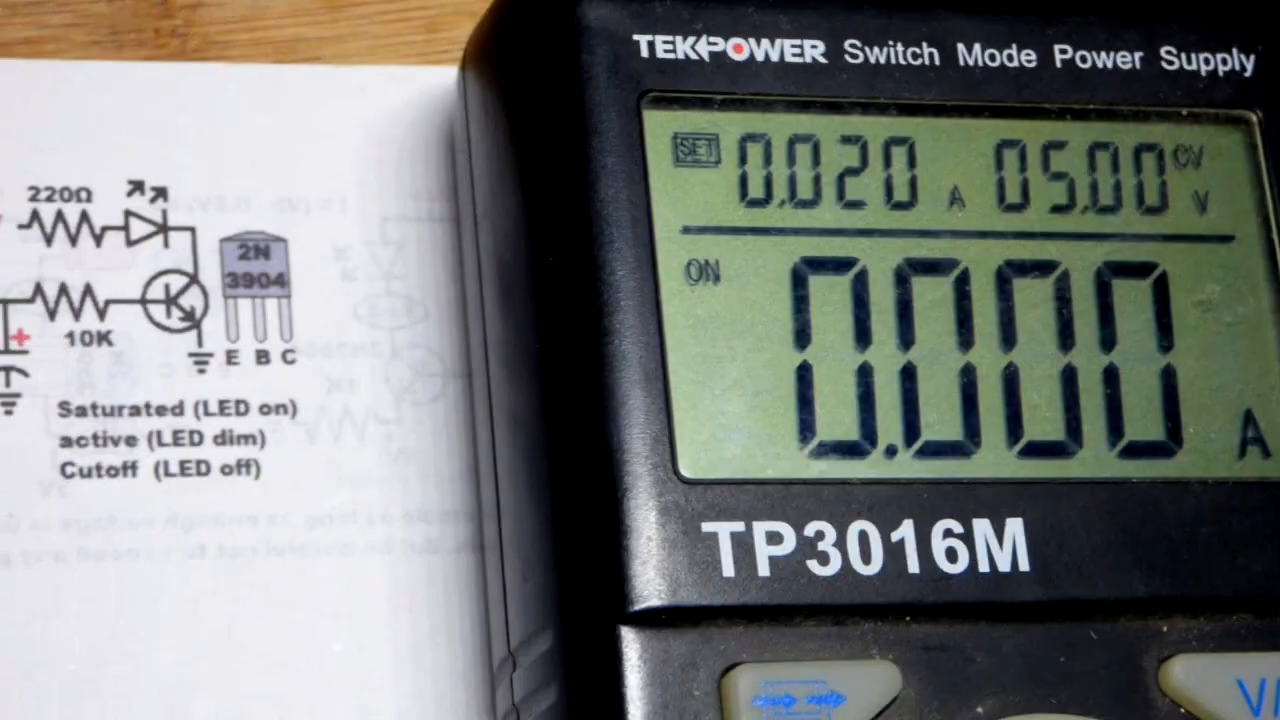 220Ω
2N
3904
10K
E B C
Saturated (LED on)
active (LED dim)
Cutoff (LED off)
TEKPOWER Switch Mode Power Supply
SET 0.020 A 05.00 CV V
ON
0.000 A
TP3016M